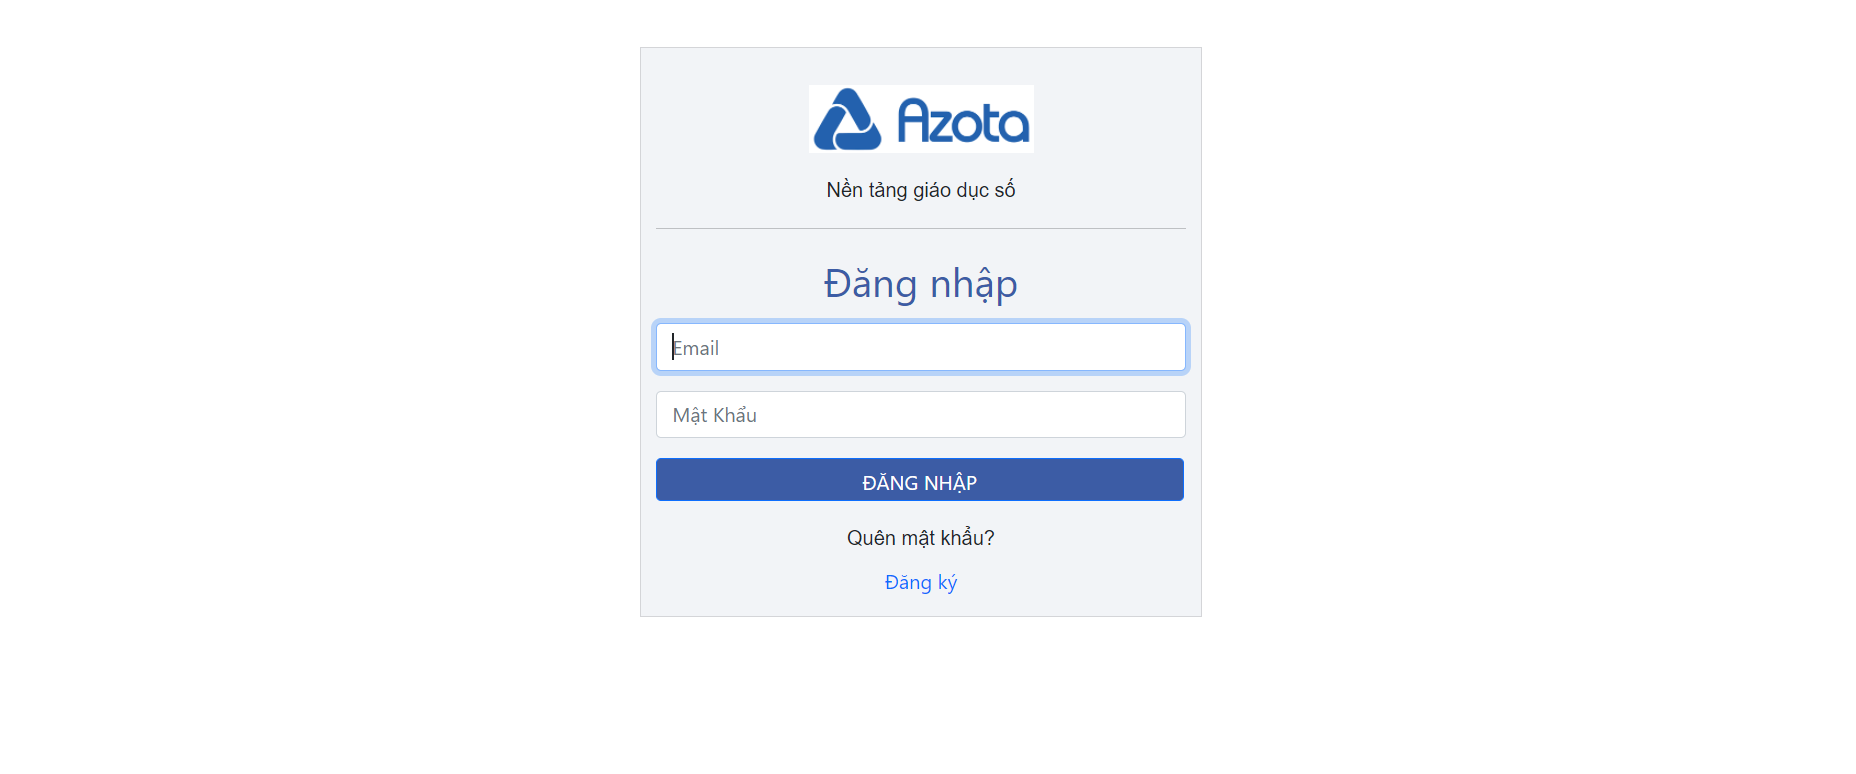 Azota
Nền tảng giáo dục số
Đăng nhập
Email
Mật Khẩu
ĐĂNG NHẬP
Quên mật khẩu?
Đăng ký